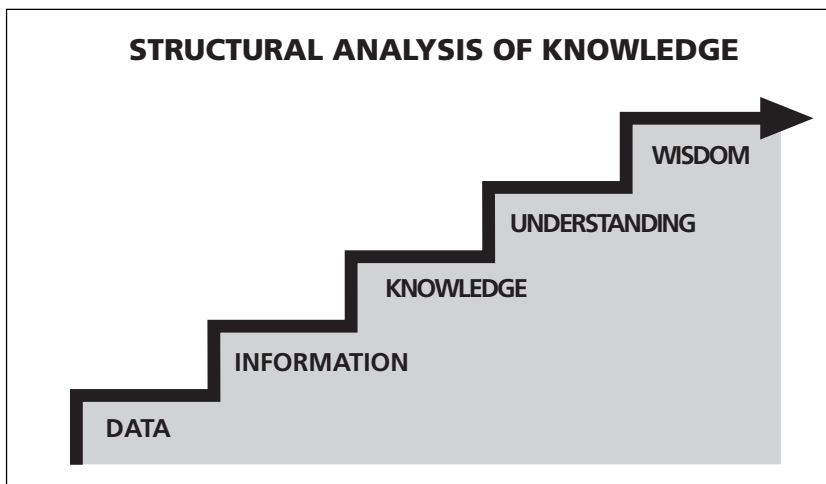 STRUCTURAL ANALYSIS OF KNOWLEDGE
WISDOM
UNDERSTANDING
KNOWLEDGE
INFORMATION
DATA